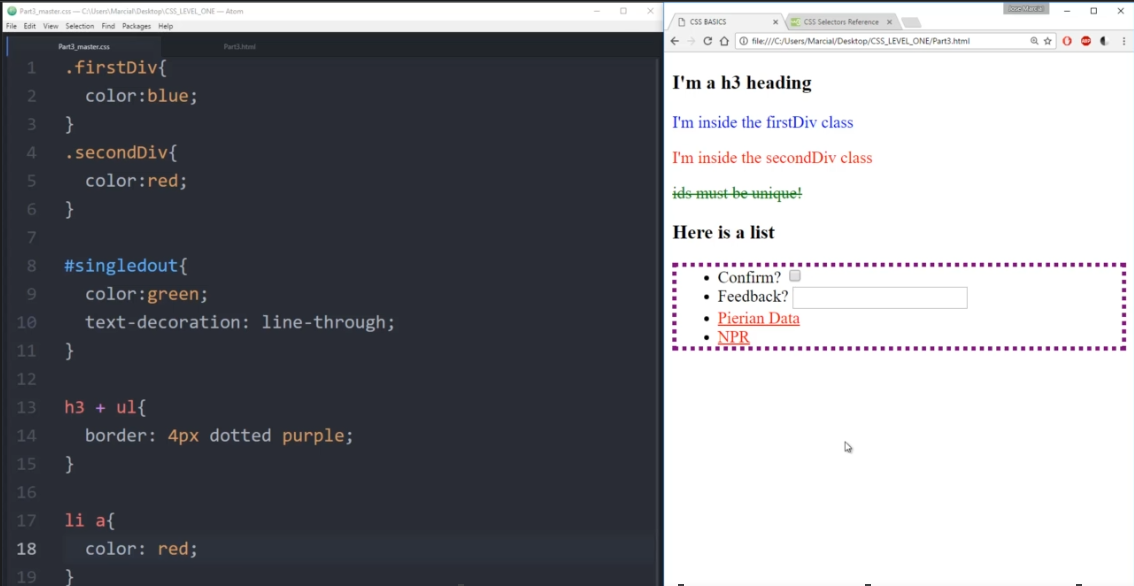 Part3_master.css — C:\Users\Marcial\Desktop\CSS_LEVEL_ONE — Atom
File Edit View Selection Find Packages Help
Part3_master.css Part3.html
1 .firstDiv{
2 color:blue;
3 }
4 .secondDiv{
5 color:red;
6 }
7
8 #singledout{
9 color:green;
10 text-decoration: line-through;
11 }
12
13 h3 + ul{
14 border: 4px dotted purple;
15 }
16
17 li a{
18 color: red;
19 }
CSS BASICS CSS Selectors Reference
file:///C:/Users/Marcial/Desktop/CSS_LEVEL_ONE/Part3.html
I'm a h3 heading
I'm inside the firstDiv class
I'm inside the secondDiv class
ids must be unique!
Here is a list
Confirm?
Feedback?
Pierian Data
NPR